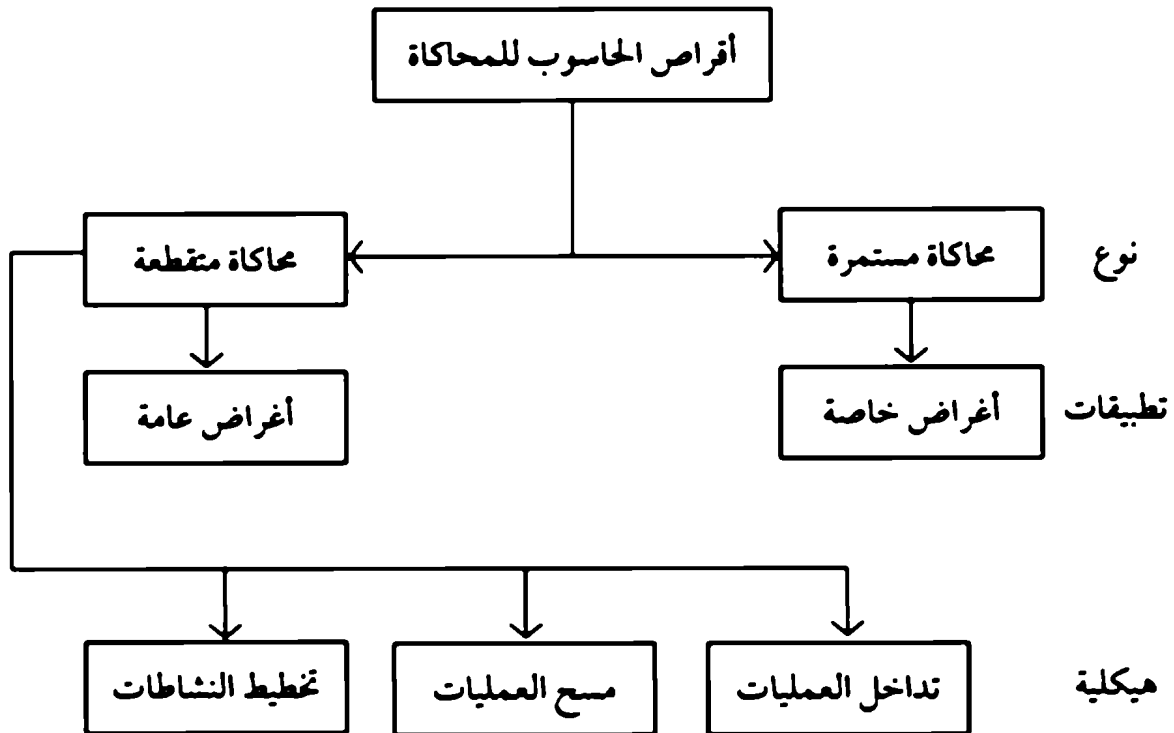 أقراص الحاسوب للمحاكاة
نوع
محاكاة مستمرة
محاكاة متقطعة
تطبيقات
أغراض خاصة
أغراض عامة
هيكلية
تداخل العمليات
مسح العمليات
تخطيط النشاطات